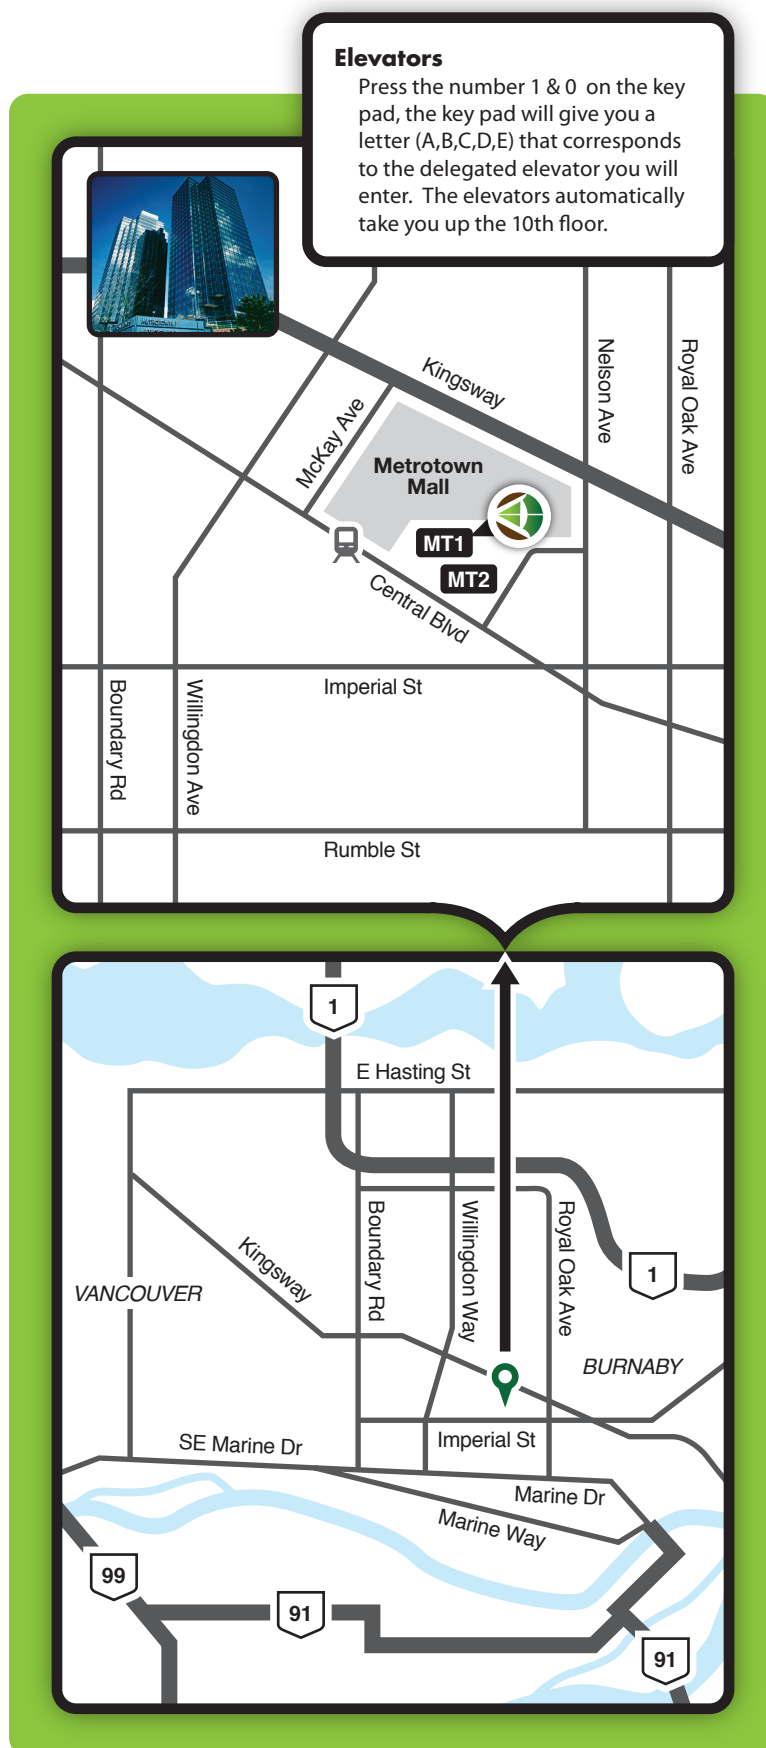 Elevators
Press the number 1 & 0 on the key
pad, the key pad will give you a
letter (A,B,C,D,E) that corresponds
to the delegated elevator you will
enter. The elevators automatically
take you up the 10th floor.
Kingsway
Nelson Ave
Royal Oak Ave
McKay Ave
Metrotown
Mall
MT1
MT2
Central Blvd
Imperial St
Boundary Rd
Willingdon Ave
Rumble St
1
E Hasting St
Boundary Rd
Willingdon Way
Royal Oak Ave
Kingsway
1
VANCOUVER
BURNABY
SE Marine Dr
Imperial St
Marine Dr
Marine Way
99
91
91